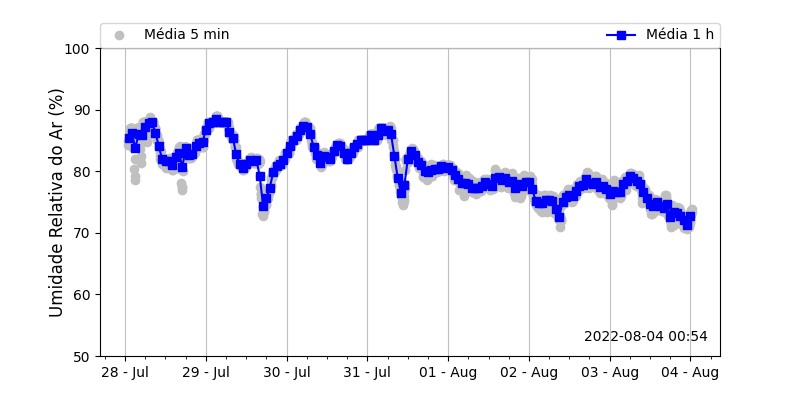 Média 5 min
Média 1 h
Umidade Relativa do Ar (%)
100
90
80
70
60
50
2022-08-04 00:54
28 - Jul
29 - Jul
30 - Jul
31 - Jul
01 - Aug
02 - Aug
03 - Aug
04 - Aug